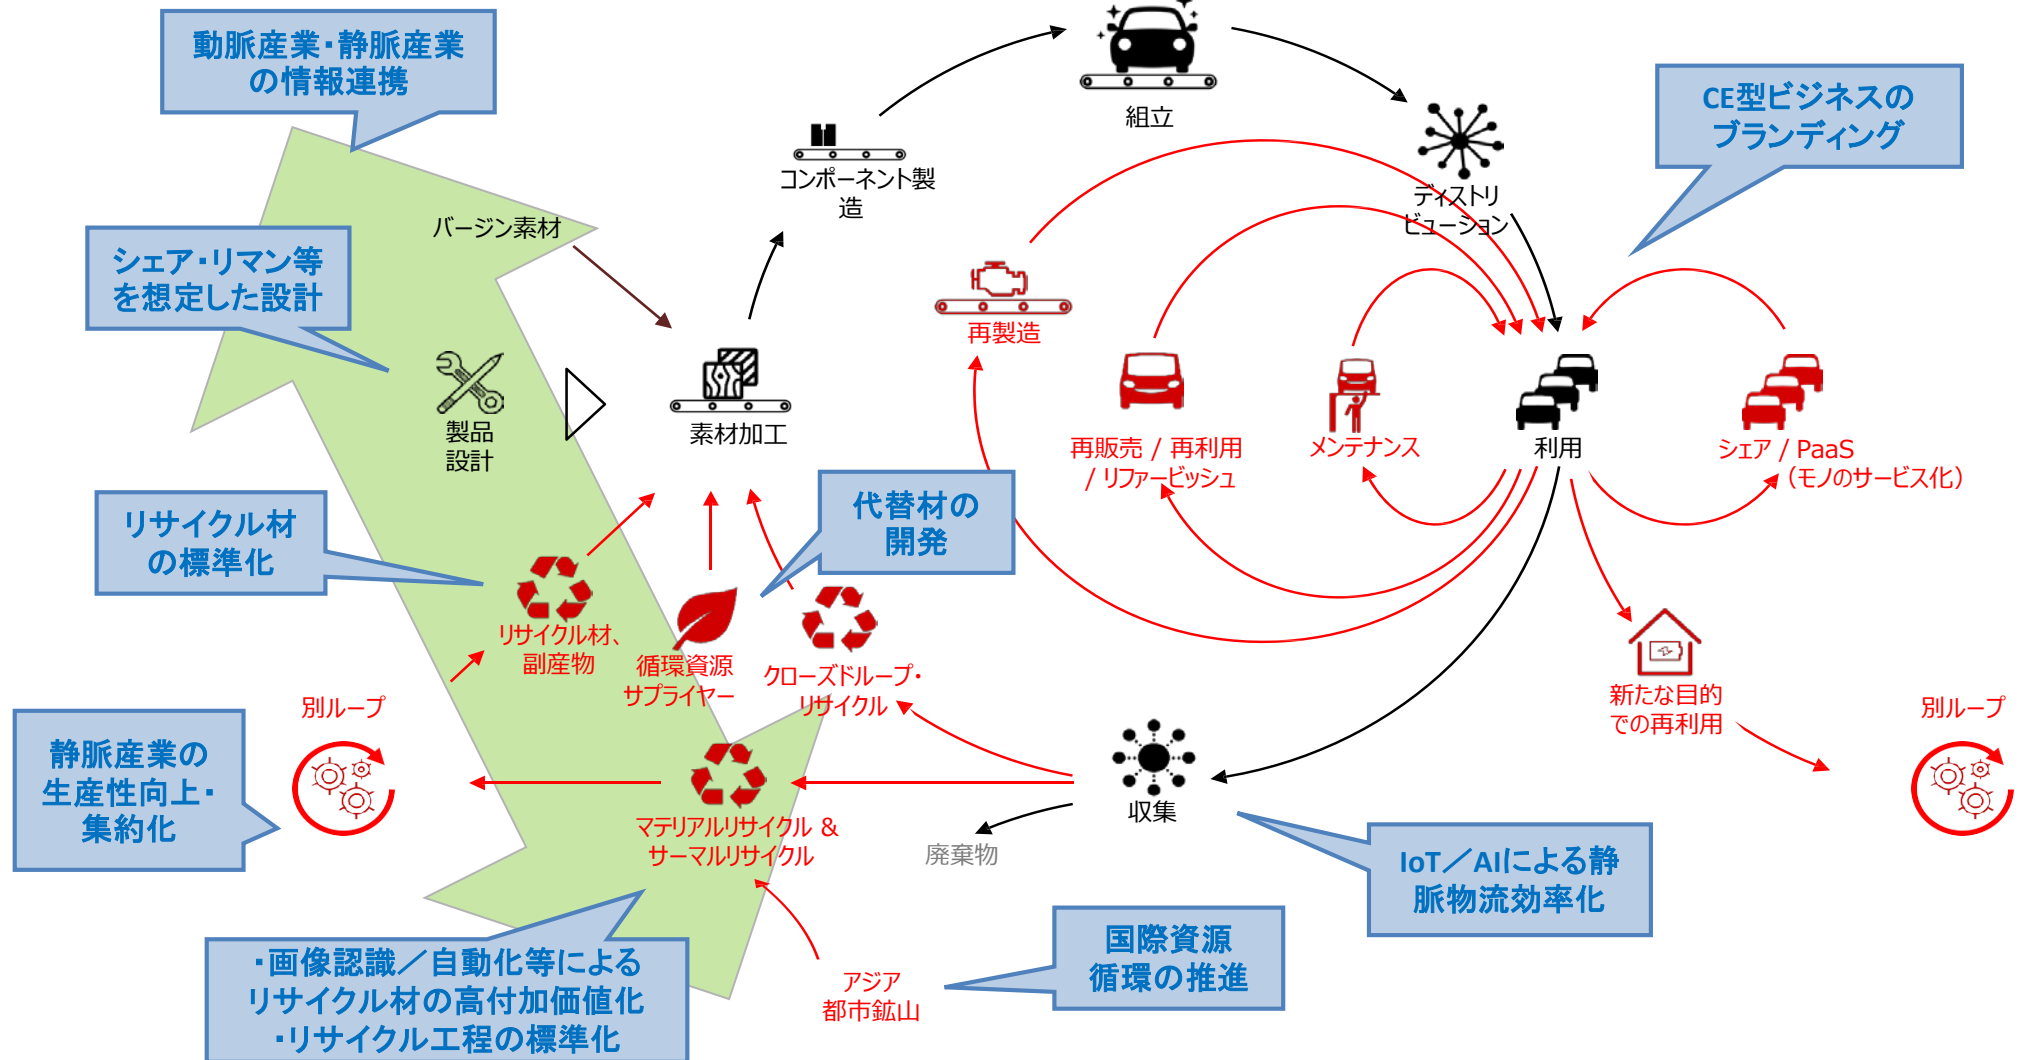 動脈産業・静脈産業
の情報連携
組立
CE型ビジネスの
ブランディング
コンポーネント製
造
ディストリ
ビューション
バージン素材
シェア・リマン等
を想定した設計
再製造
製品
設計
素材加工
再販売 / 再利用
/ リファービッシュ
メンテナンス
利用
シェア / PaaS
（モノのサービス化）
リサイクル材
の標準化
代替材の
開発
リサイクル材、
副産物
循環資源
サプライヤー
クローズドループ・
リサイクル
新たな目的
での再利用
別ループ
別ループ
静脈産業の
生産性向上・
集約化
マテリアルリサイクル &
サーマルリサイクル
収集
廃棄物
IoT／AIによる静
脈物流効率化
国際資源
循環の推進
アジア
都市鉱山
・画像認識／自動化等による
リサイクル材の高付加価値化
・リサイクル工程の標準化